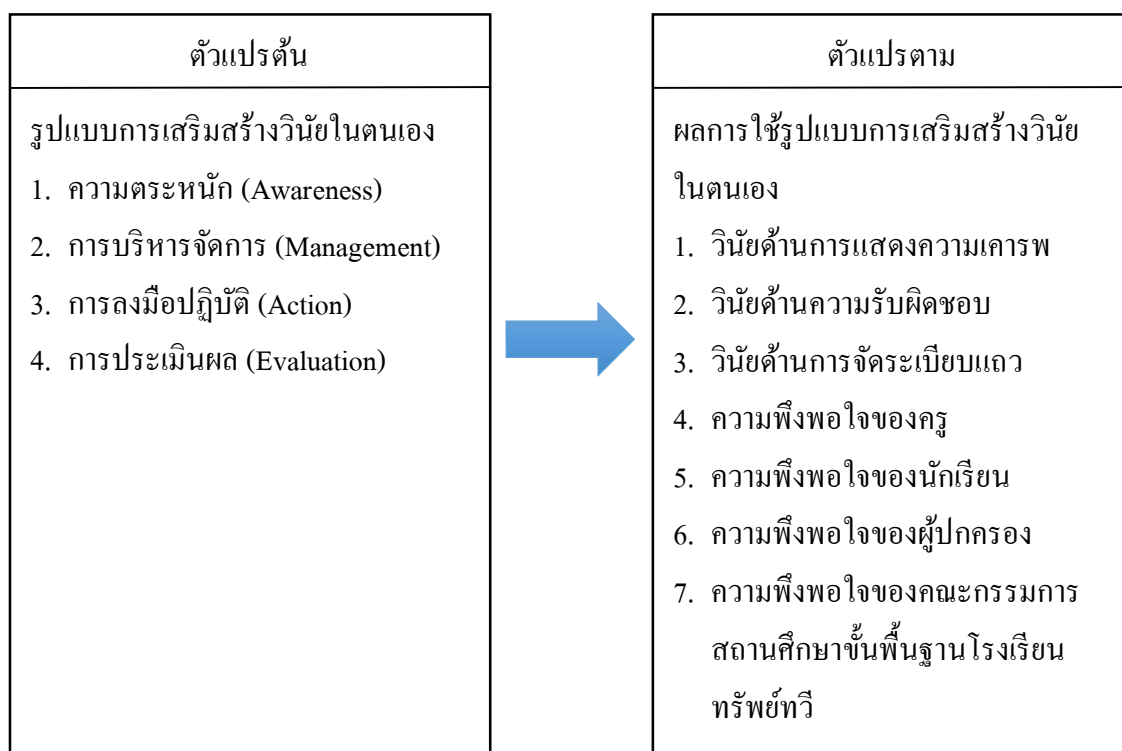 ตัวแปรต้น
รูปแบบการเสริมสร้างวินัยในตนเอง
1. ความตระหนัก (Awareness)
2. การบริหารจัดการ (Management)
3. การลงมือปฏิบัติ (Action)
4. การประเมินผล (Evaluation)
ตัวแปรตาม
ผลการใช้รูปแบบการเสริมสร้างวินัย
ในตนเอง
1. วินัยด้านการแสดงความเคารพ
2. วินัยด้านความรับผิดชอบ
3. วินัยด้านการจัดระเบียบแถว
4. ความพึงพอใจของครู
5. ความพึงพอใจของนักเรียน
6. ความพึงพอใจของผู้ปกครอง
7. ความพึงพอใจของคณะกรรมการ
สถานศึกษาขั้นพื้นฐานโรงเรียน
ทรัพย์ทวี